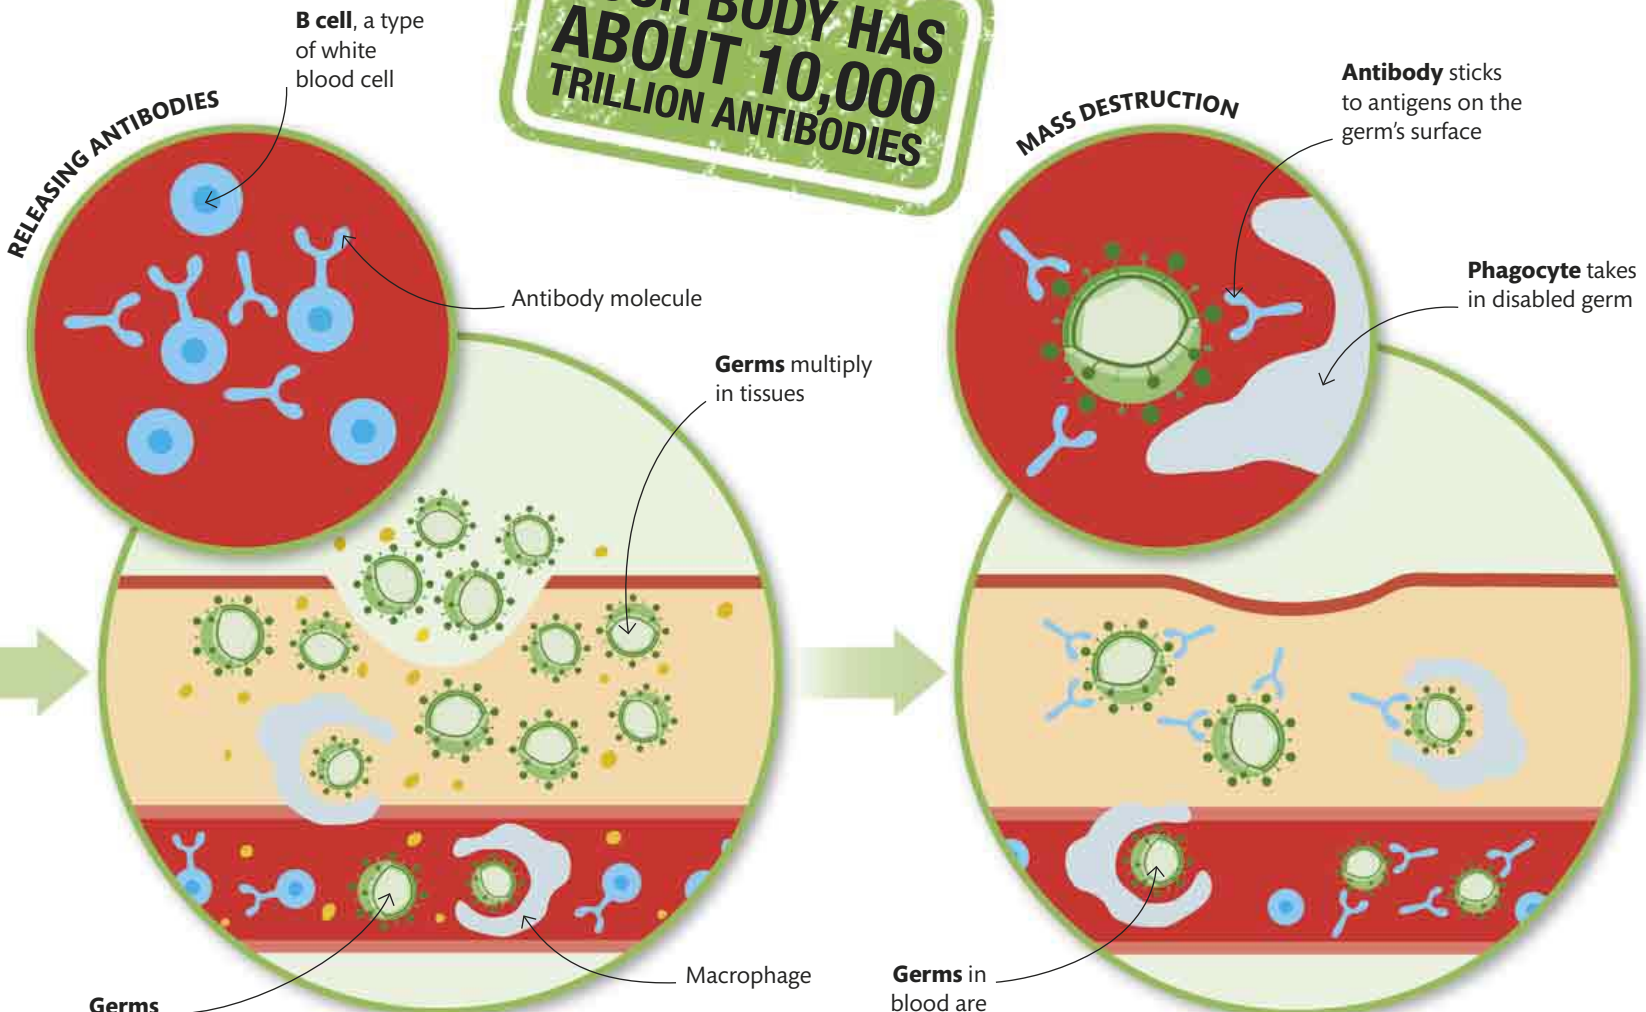 B cell, a type
of white
blood cell
BODY HAS
ABOUT 10,000
TRILLION ANTIBODIES
RELEASING ANTIBODIES
MASS DESTRUCTION
Antibody sticks
to antigens on the
germ's surface
Antibody molecule
Phagocyte takes
in disabled germ
Germs multiply
in tissues
Macrophage
Germs in
blood are
Germs